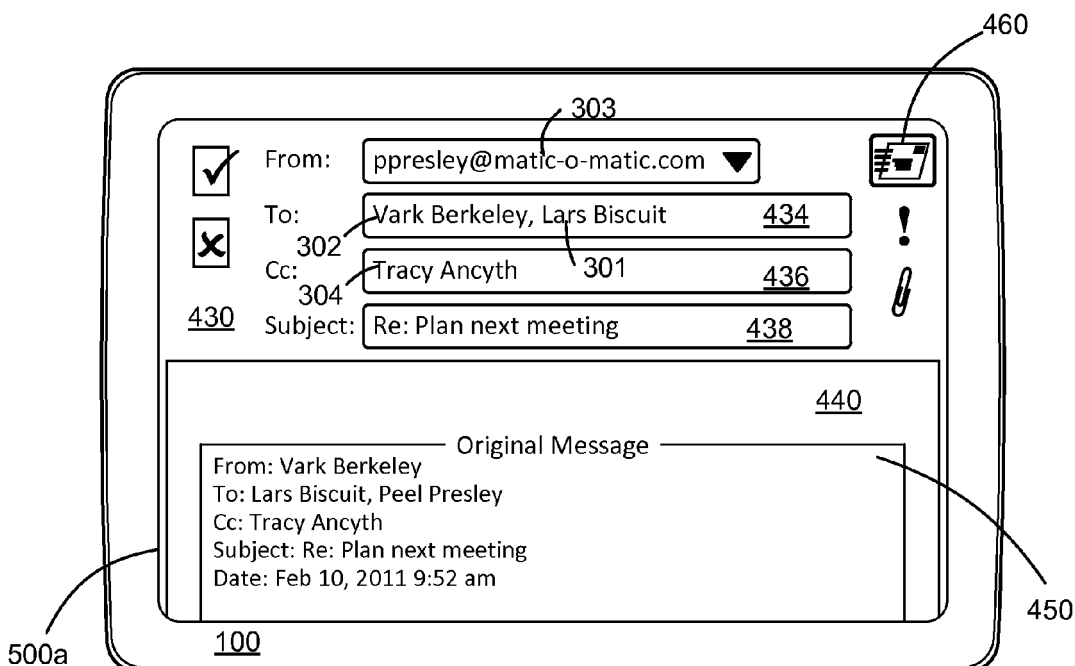 460
303
From: ppresley@matic-o-matic.com
To: Vark Berkeley, Lars Biscuit 434
302
301
Cc: Tracy Ancyth 436
304
430
Subject: Re: Plan next meeting 438
!
440
Original Message
From: Vark Berkeley
To: Lars Biscuit, Peel Presley
Cc: Tracy Ancyth
Subject: Re: Plan next meeting
Date: Feb 10, 2011 9:52 am
450
100
500a